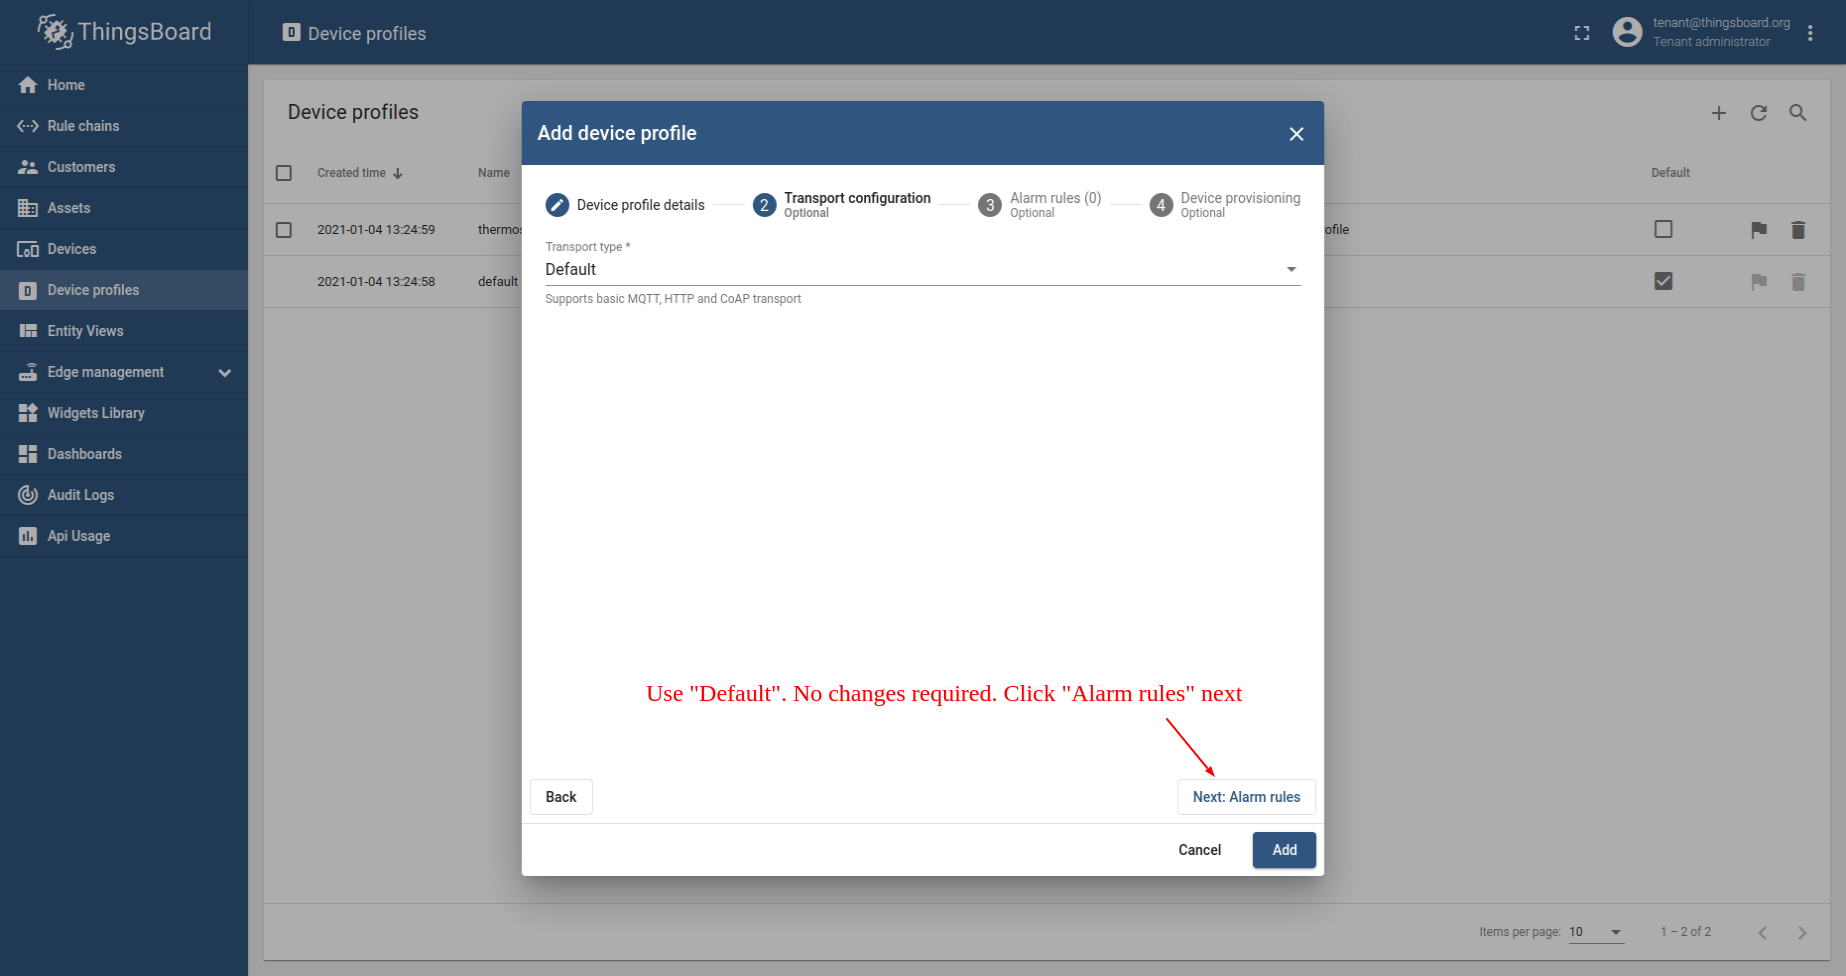 ThingsBoard
Device profiles
tenant@thingsboard.org
Tenant administrator
Home
Rule chains
Customers
Assets
Devices
Device profiles
Entity Views
Edge management
Widgets Library
Dashboards
Audit Logs
Api Usage
Device profiles
Created time Name Default
2021-01-04 13:24:59 thermos ofile
2021-01-04 13:24:58 default
Add device profile
Device profile details
2 Transport configuration
Optional
3 Alarm rules (0)
Optional
4 Device provisioning
Optional
Transport type *
Default
Supports basic MQTT, HTTP and CoAP transport
Use "Default". No changes required. Click "Alarm rules" next
Back
Next: Alarm rules
Cancel
Add
Items per page: 10 1 – 2 of 2